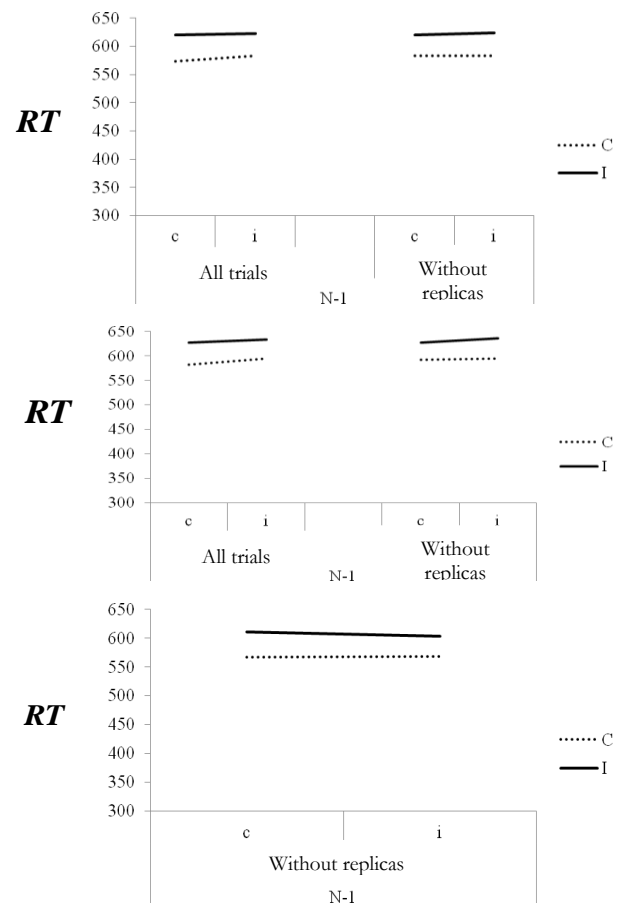 650
600
550
500
450
400
350
300
RT
C
I
c i c i
All trials Without
replicas
N-1
650
600
550
500
450
400
350
300
RT
C
I
c i c i
All trials Without
replicas
N-1
650
600
550
500
450
400
350
300
RT
C
I
c i
Without replicas
N-1